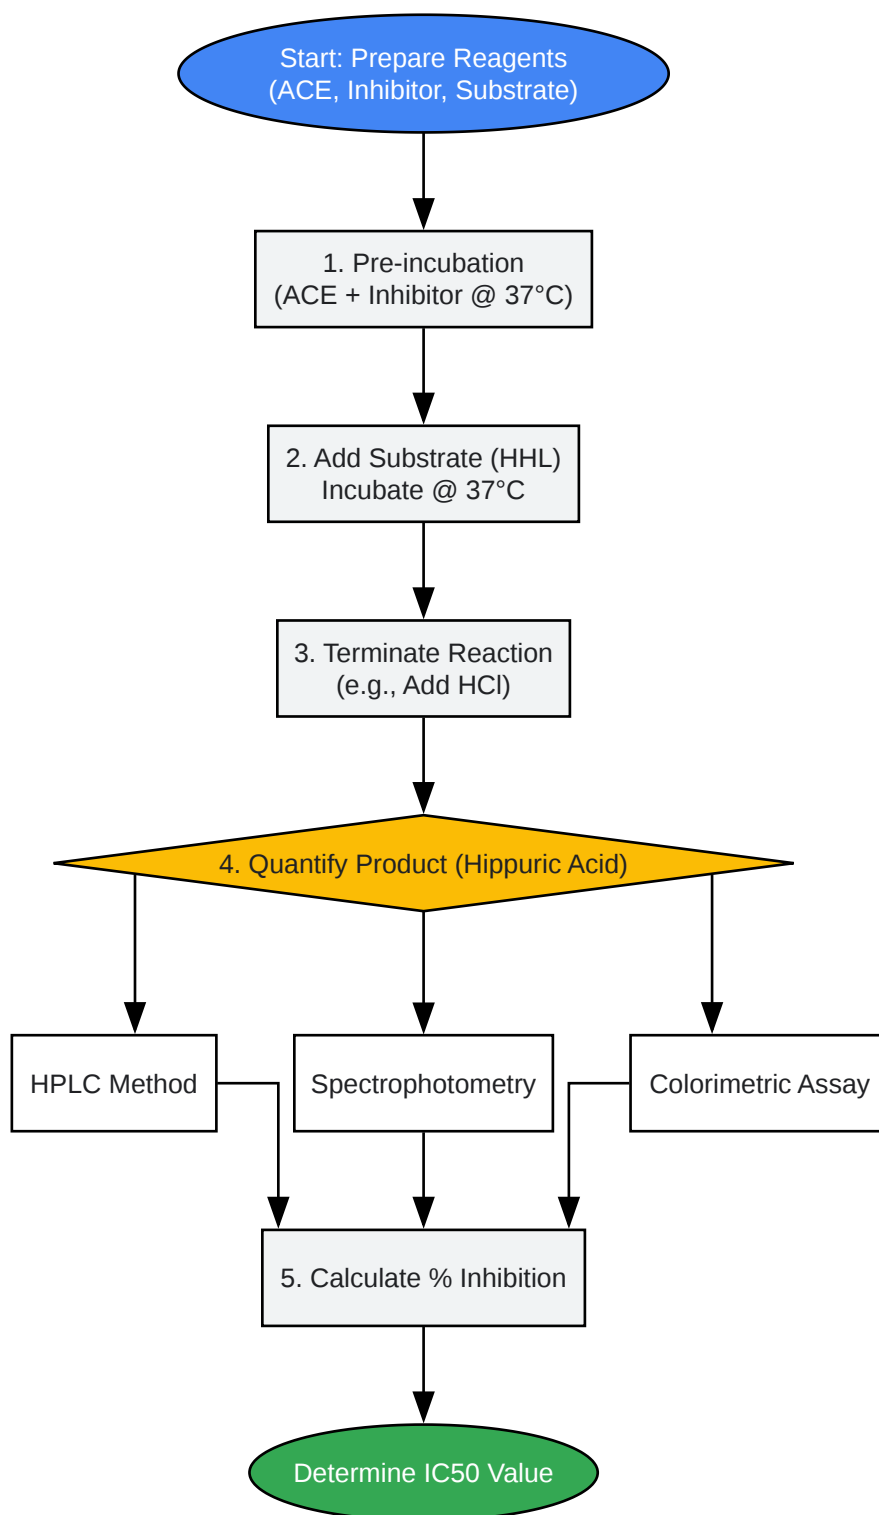 Start: Prepare Reagents
(ACE, Inhibitor, Substrate)
1. Pre-incubation
(ACE + Inhibitor @ 37°C)
2. Add Substrate (HHL)
Incubate @ 37°C
3. Terminate Reaction
(e.g., Add HCl)
4. Quantify Product (Hippuric Acid)
HPLC Method
Spectrophotometry
Colorimetric Assay
5. Calculate % Inhibition
Determine IC50 Value